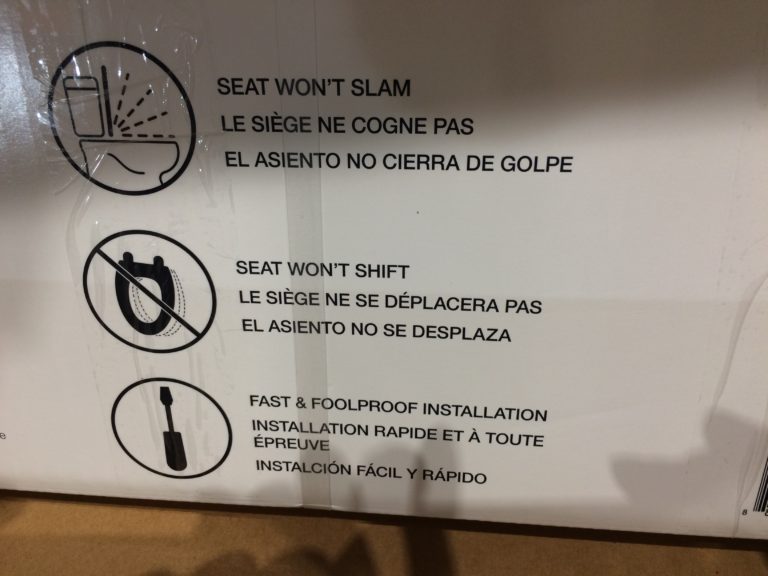 SEAT WON'T SLAM
LE SIÈGE NE COGNE PAS
EL ASIENTO NO CIERRA DE GOLPE
SEAT WON'T SHIFT
LE SIÈGE NE SE DÉPLACERA PAS
EL ASIENTO NO SE DESPLAZA
FAST & FOOLPROOF INSTALLATION
INSTALLATION RAPIDE ET À TOUTE
ÉPREUVE
INSTALCIÓN FÁCIL Y RÁPIDO